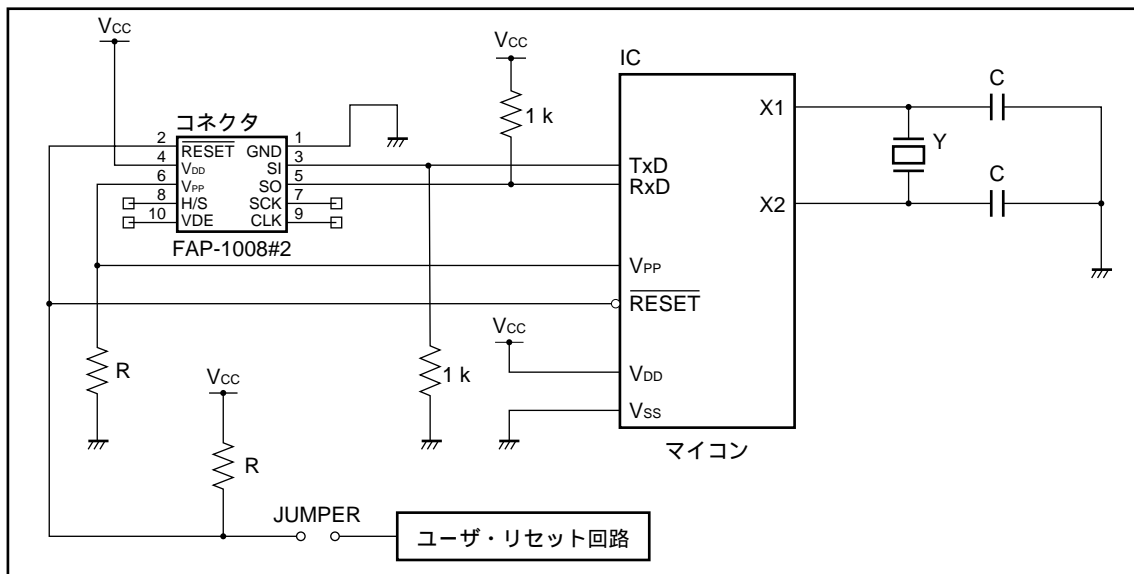 VCC
VCC
IC
コネクタ
1 k
X1
C
Y
X2
C
2 RESET GND 1
4 VDD SI 3
6 VPP SO 5
8 H/S SCK 7
10 VDE CLK 9
FAP-1008#2
TxD
RxD
VPP
RESET
VCC
VDD
VSS
マイコン
R
VCC
1 k
R
JUMPER
ユーザ・リセット回路